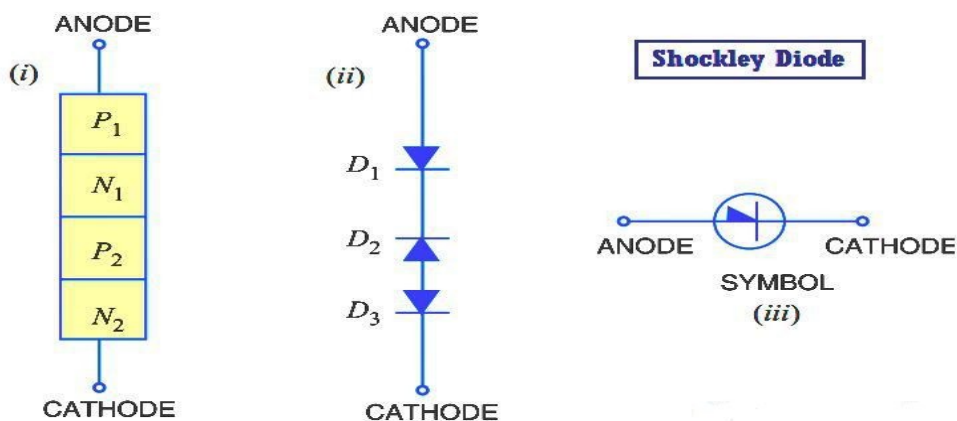 ANODE
(i)
P1
N1
P2
N2
CATHODE
ANODE
(ii)
D1
D2
D3
CATHODE
Shockley Diode
ANODE
CATHODE
SYMBOL
(iii)